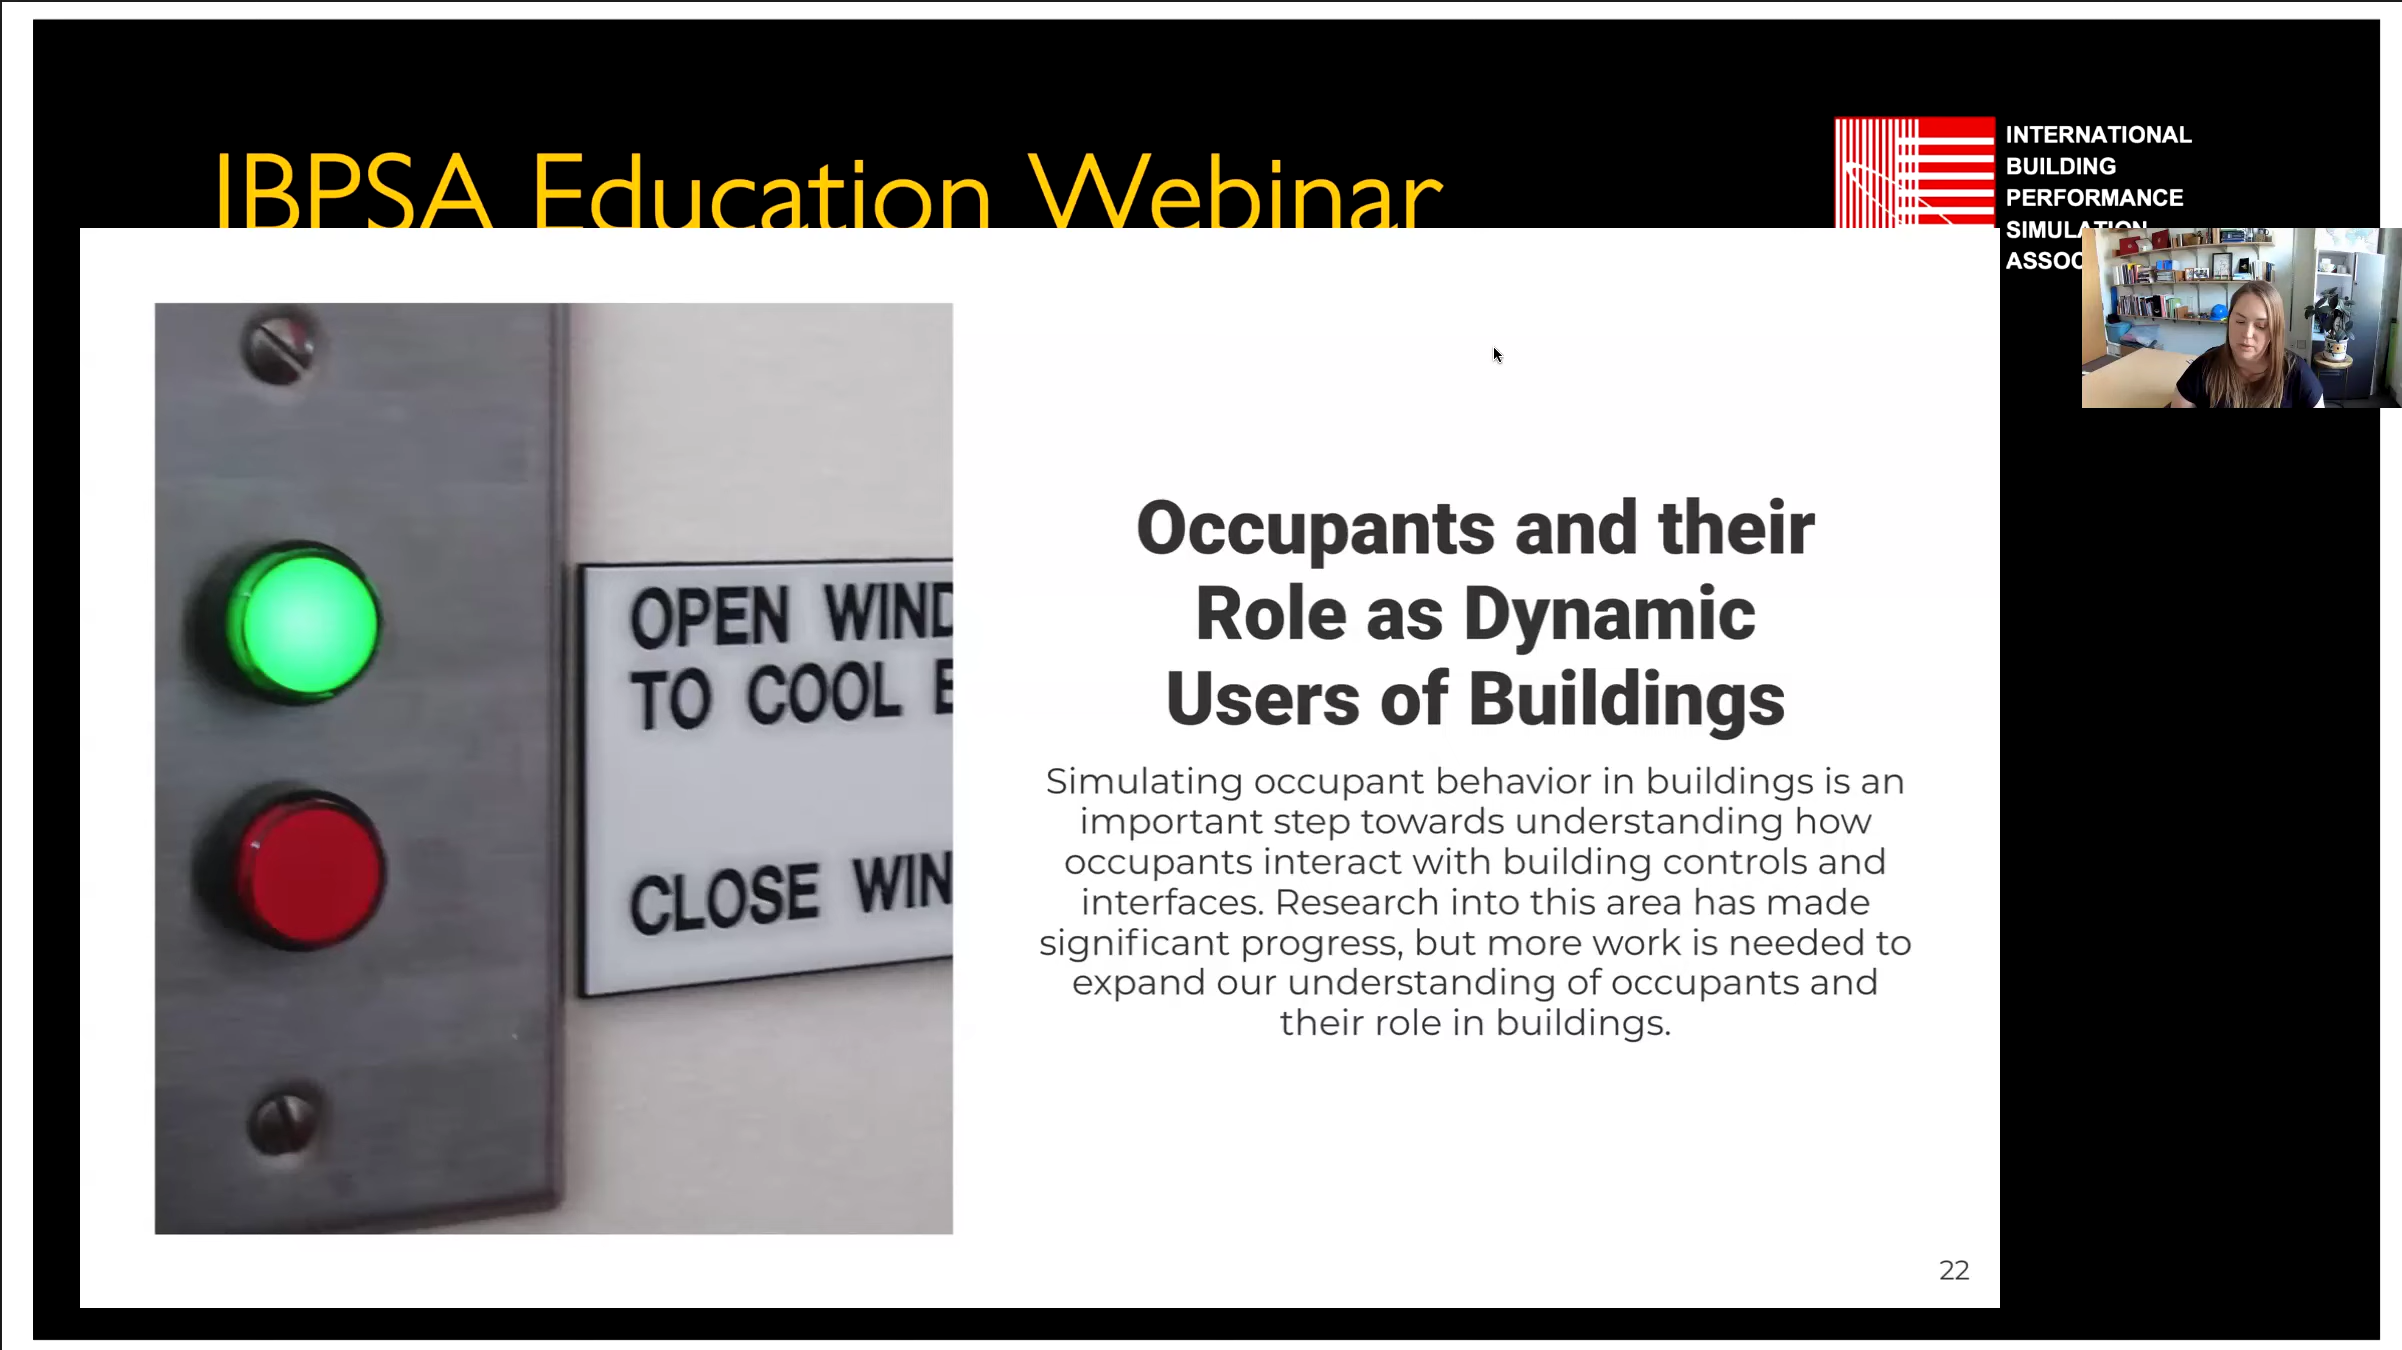 IBPSA Education Webinar
INTERNATIONAL
BUILDING
PERFORMANCE
SIMULATION
ASSOC
OPEN WIND
TO COOL
CLOSE WIN
Occupants and their
Role as Dynamic
Users of Buildings
Simulating occupant behavior in buildings is an
important step towards understanding how
occupants interact with building controls and
interfaces. Research into this area has made
significant progress, but more work is needed to
expand our understanding of occupants and
their role in buildings.
22